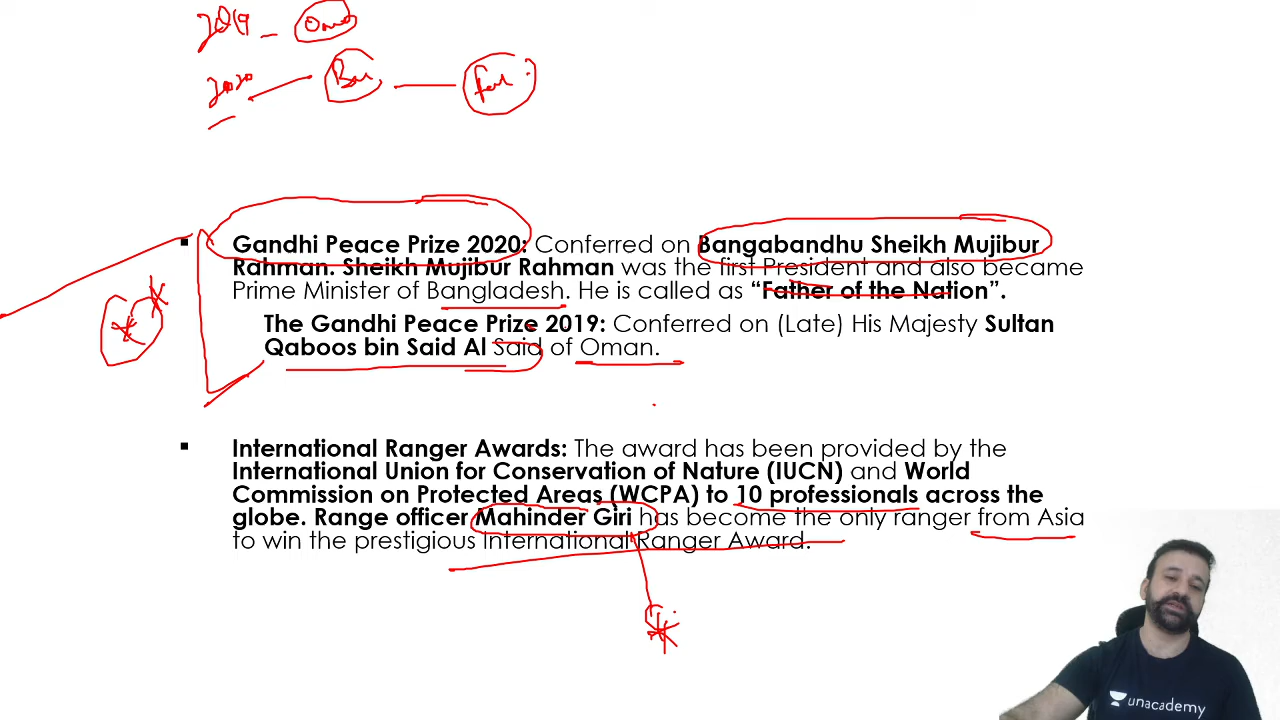 2019 - Oman
2020
Gandhi Peace Prize 2020: Conferred on Bangabandhu Sheikh Mujibur
Rahman. Sheikh Mujibur Rahman was the first President and also became
Prime Minister of Bangladesh. He is called as “Father of the Nation”.
The Gandhi Peace Prize 2019: Conferred on (Late) His Majesty Sultan
Qaboos bin Said Al Said of Oman.
International Ranger Awards: The award has been provided by the
International Union for Conservation of Nature (IUCN) and World
Commission on Protected Areas (WCPA) to 10 professionals across the
globe. Range officer Mahinder Giri has become the only ranger from Asia
to win the prestigious International Ranger Award.
unacademy